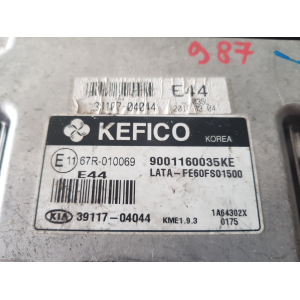 987
E44
39117-04044
KEFICO
KOREA
E11 67R-010069
9001160035KE
E44
LATA-FE60FS01500
KIA 39117-04044
KME1.9.3
1A64302X
0175